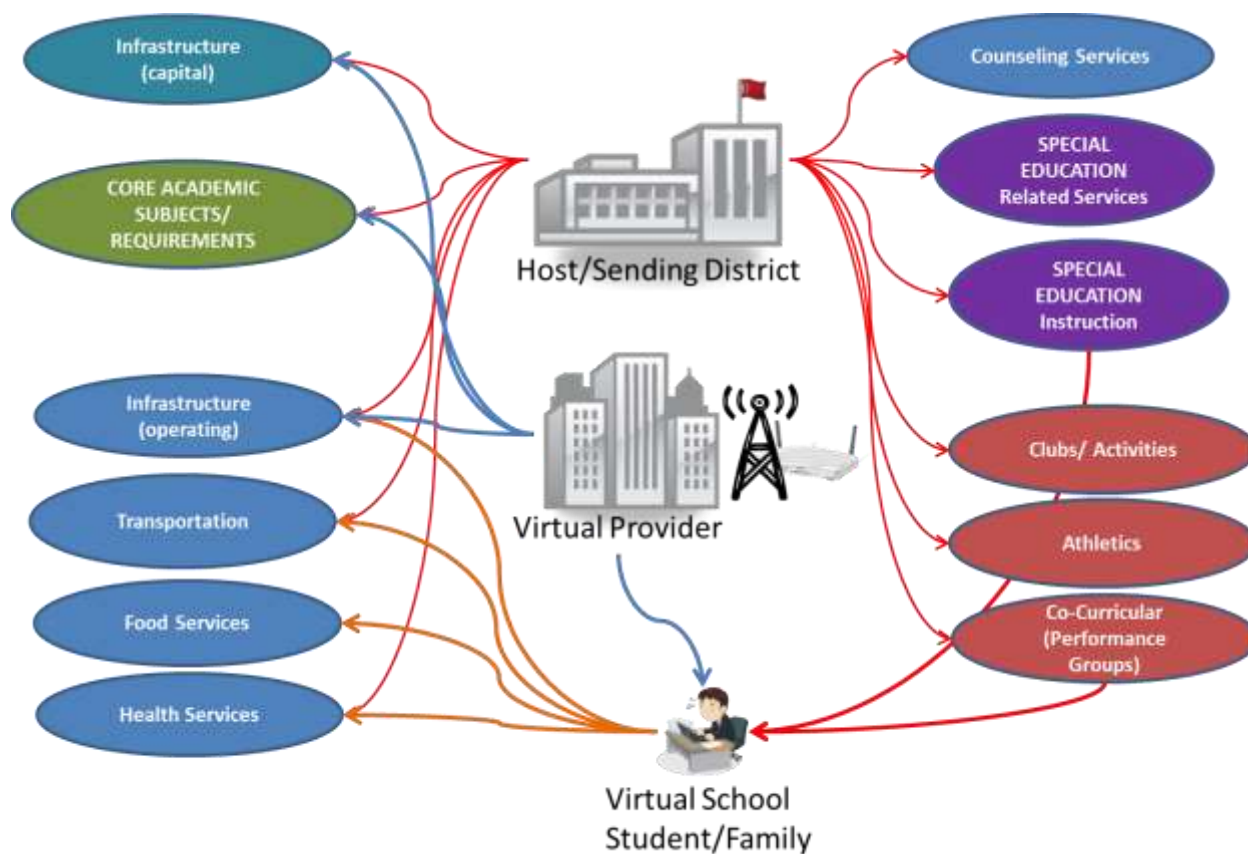 Infrastructure
(capital)
CORE ACADEMIC
SUBJECTS/
REQUIREMENTS
Infrastructure
(operating)
Transportation
Food Services
Health Services
Host/Sending District
Virtual Provider
Virtual School
Student/Family
Counseling Services
SPECIAL
EDUCATION
Related Services
SPECIAL
EDUCATION
Instruction
Clubs/ Activities
Athletics
Co-Curricular
(Performance
Groups)